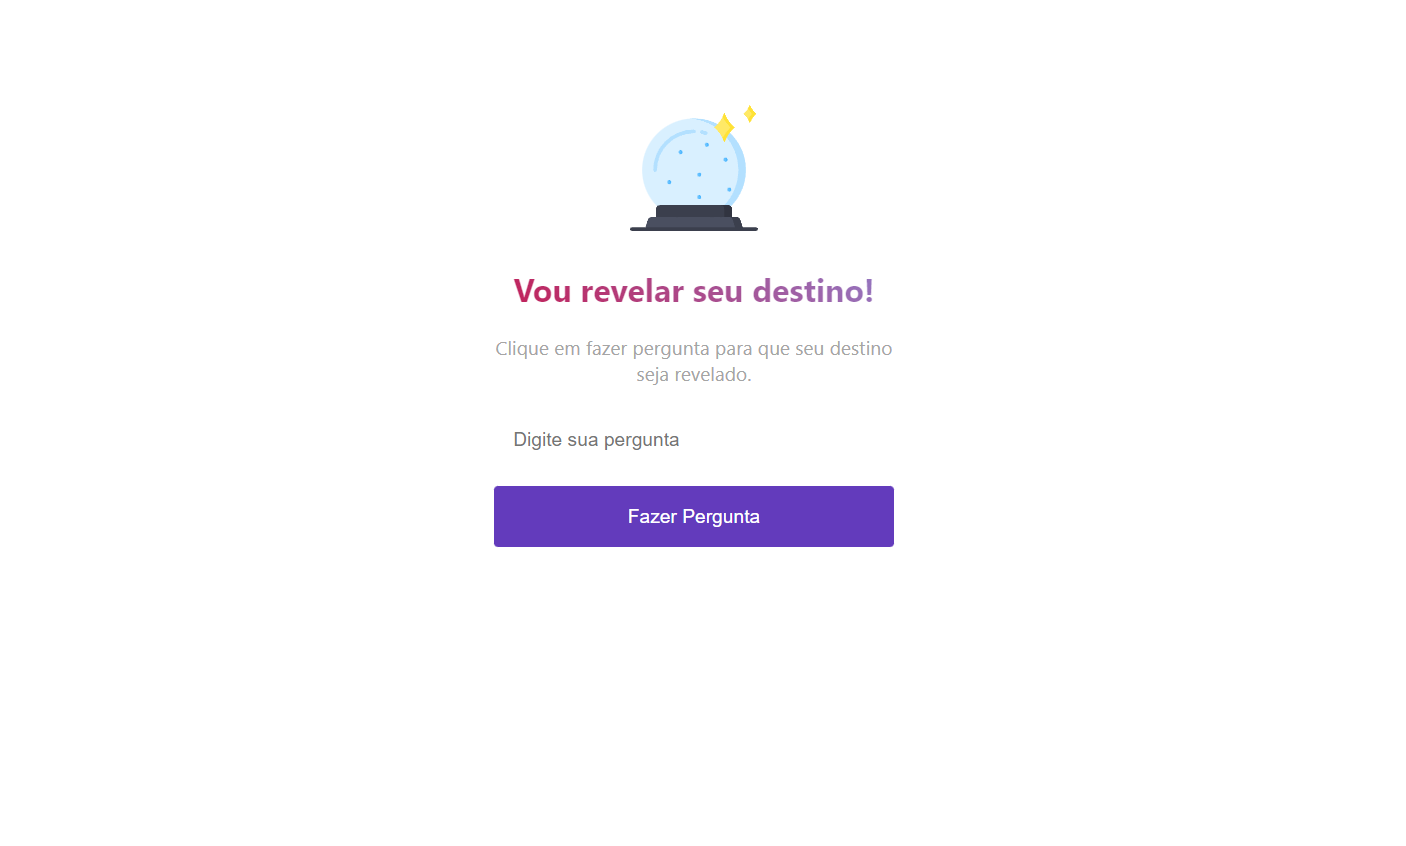 Vou revelar seu destino!
Clique em fazer pergunta para que seu destino
seja revelado.
Digite sua pergunta
Fazer Pergunta